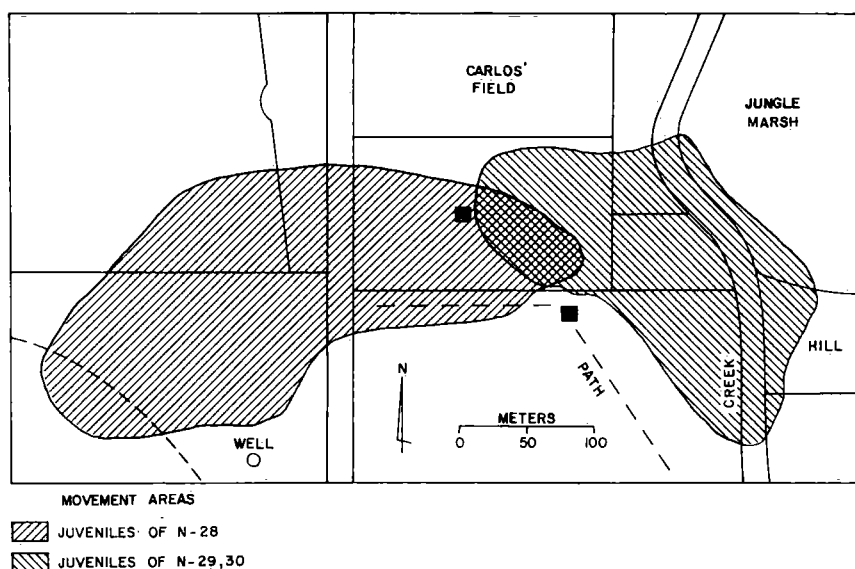 CARLOS'
FIELD
JUNGLE
MARSH
HILL
CREEK
PATH
N
METERS
0 50 100
WELL
MOVEMENT AREAS
JUVENILES OF N-28
JUVENILES OF N-29,30